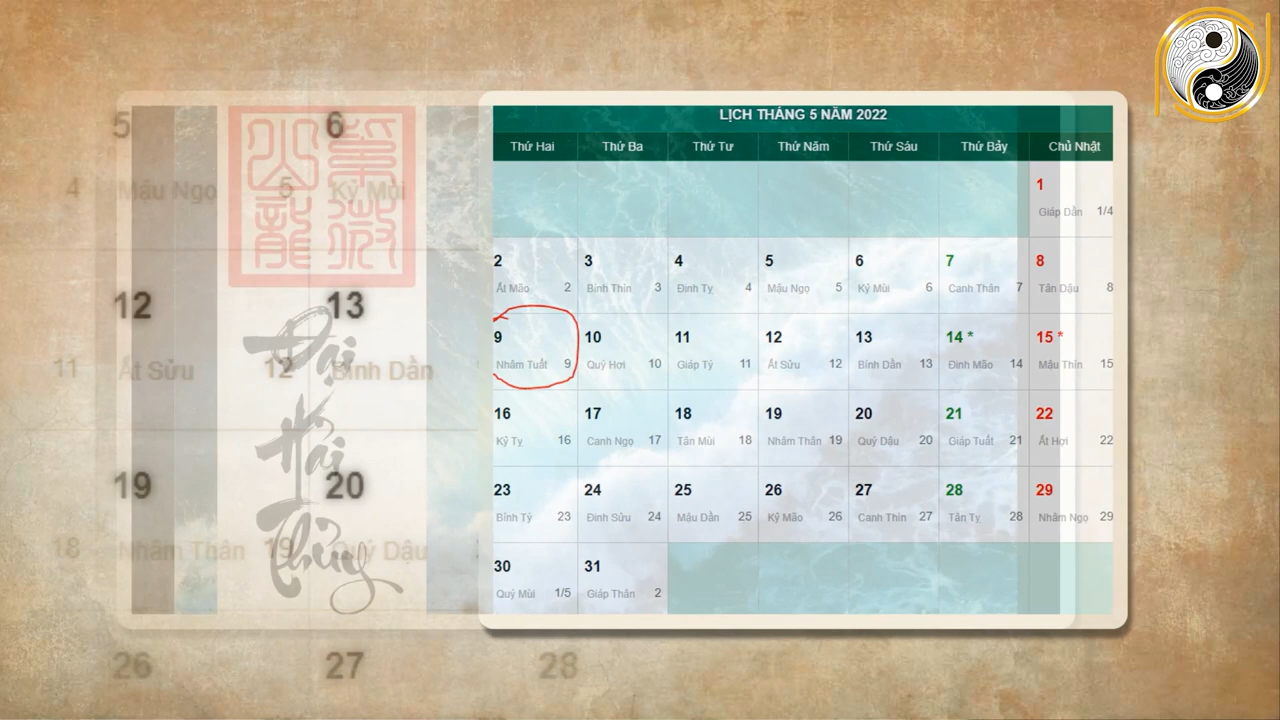 LỊCH THÁNG 5 NĂM 2022
Thứ Hai Thứ Ba Thứ Tư Thứ Năm Thứ Sáu Thứ Bảy Chủ Nhật
1
Giáp Dần 1/4
2 3 4 5 6 7 8
Ất Mão 2 Bính Thìn 3 Đinh Tỵ 4 Mậu Ngọ 5 Kỷ Mùi 6 Canh Thân 7 Tân Dậu 8
9 10 11 12 13 14 * 15 *
Nhâm Tuất 9 Quý Hợi 10 Giáp Tý 11 Ất Sửu 12 Bính Dần 13 Đinh Mão 14 Mậu Thìn 15
16 17 18 19 20 21 22
Kỷ Tỵ 16 Canh Ngọ 17 Tân Mùi 18 Nhâm Thân 19 Quý Dậu 20 Giáp Tuất 21 Ất Hợi 22
23 24 25 26 27 28 29
Bính Tý 23 Đinh Sửu 24 Mậu Dần 25 Kỷ Mão 26 Canh Thìn 27 Tân Tỵ 28 Nhâm Ngọ 29
30 31
Quý Mùi 1/5 Giáp Thân 2
5 6
4 Mậu Ngọ 5 Kỷ Mùi
12 13
11 Ất Sửu 12 Bính Dần
19 20
18 Nhâm Thân 19 Quý Dậu
26 27 28
Đại
Hải
Thủy